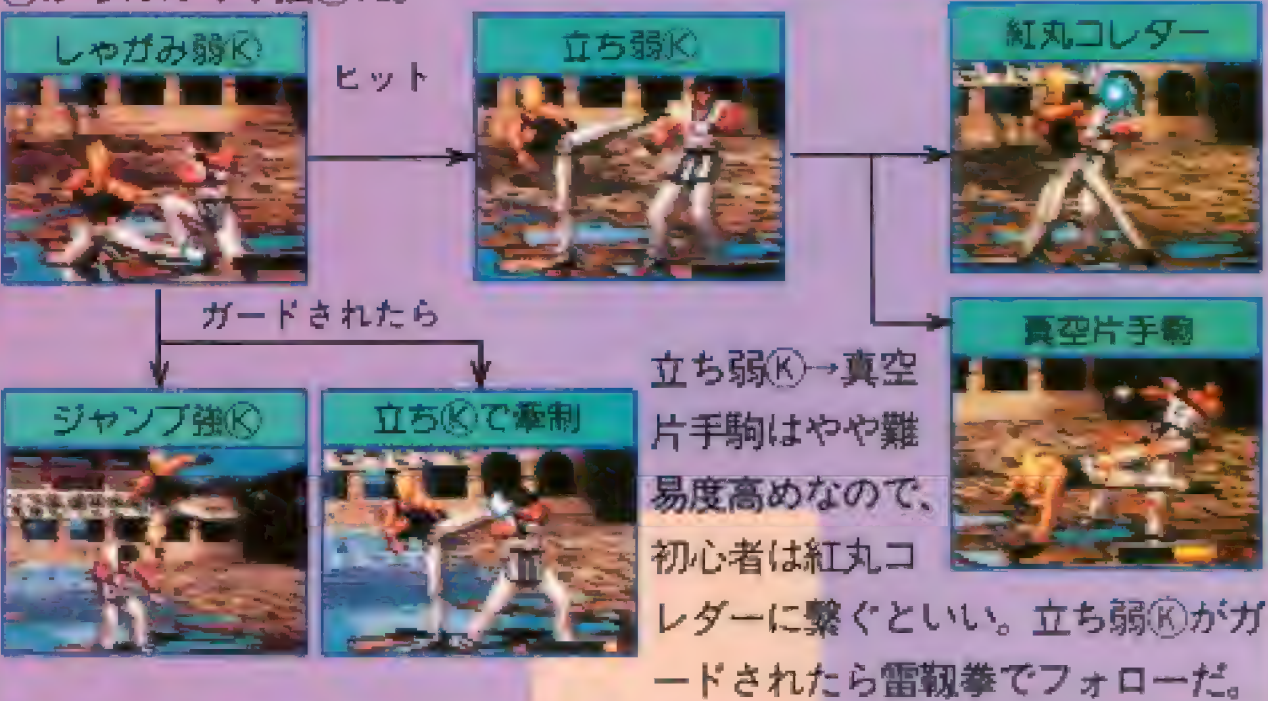 しゃがみ弱Ⓚ
ヒット
立ち弱Ⓚ
紅丸コレダー
ガードされたら
真空片手駒
ジャンプ強Ⓚ
立ちⓀで牽制
立ち弱Ⓚ→真空
片手駒はやや難
易度高めなので、
初心者は紅丸コ
レダーに繋ぐといい。立ち弱Ⓚがガ
ードされたら雷靱拳でフォローだ。